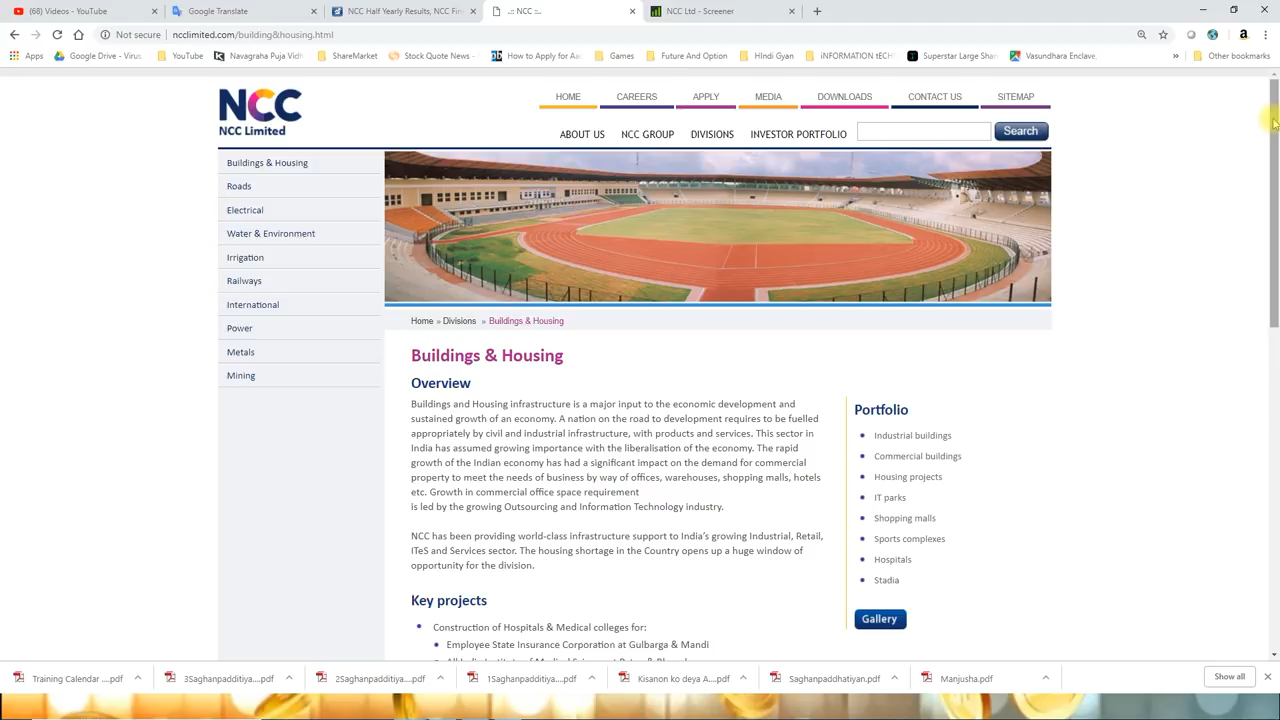 (68) Videos - YouTube
Google Translate
NCC Half Yearly Results, NCC Fin
.:: NCC ::.
NCC Ltd - Screener
Not secure | ncclimited.com/building&housing.html
Apps
Google Drive - Virus
YouTube
Navagraha Puja Vidh
ShareMarket
Stock Quote News -
How to Apply for Aad
Games
Future And Option
HIndi Gyan
iNFORMATION tECH
Superstar Large Shar
Vasundhara Enclave,
»
Other bookmarks
NCC
NCC Limited
HOME
CAREERS
APPLY
MEDIA
DOWNLOADS
CONTACT US
SITEMAP
ABOUT US
NCC GROUP
DIVISIONS
INVESTOR PORTFOLIO
Search
Buildings & Housing
Roads
Electrical
Water & Environment
Irrigation
Railways
International
Power
Metals
Mining
Home » Divisions » Buildings & Housing
Buildings & Housing
Overview
Buildings and Housing infrastructure is a major input to the economic development and
sustained growth of an economy. A nation on the road to development requires to be fuelled
appropriately by civil and industrial infrastructure, with products and services. This sector in
India has assumed growing importance with the liberalisation of the economy. The rapid
growth of the Indian economy has had a significant impact on the demand for commercial
property to meet the needs of business by way of offices, warehouses, shopping malls, hotels
etc. Growth in commercial office space requirement
is led by the growing Outsourcing and Information Technology industry.
NCC has been providing world-class infrastructure support to India's growing Industrial, Retail,
ITeS and Services sector. The housing shortage in the Country opens up a huge window of
opportunity for the division.
Key projects
Construction of Hospitals & Medical colleges for:
Employee State Insurance Corporation at Gulbarga & Mandi
Portfolio
Industrial buildings
Commercial buildings
Housing projects
IT parks
Shopping malls
Sports complexes
Hospitals
Stadia
Gallery
Training Calendar ....pdf
3Saghanpadditiya....pdf
2Saghanpadditiya....pdf
1Saghanpadditiya....pdf
Kisanon ko deya A....pdf
Saghanpaddhatiyan.pdf
Manjusha.pdf
Show all